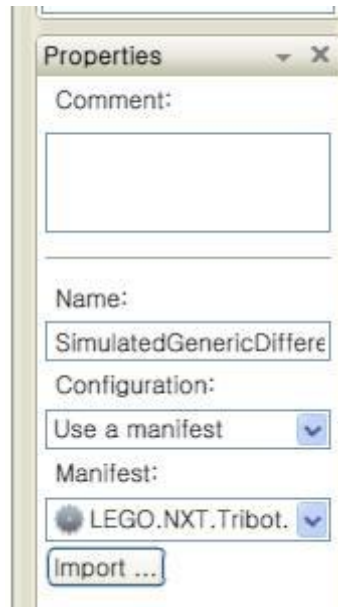 Properties
Comment:
Name:
SimulatedGenericDiffere
Configuration:
Use a manifest
Manifest:
LEGO.NXT.Tribot.
Import ...